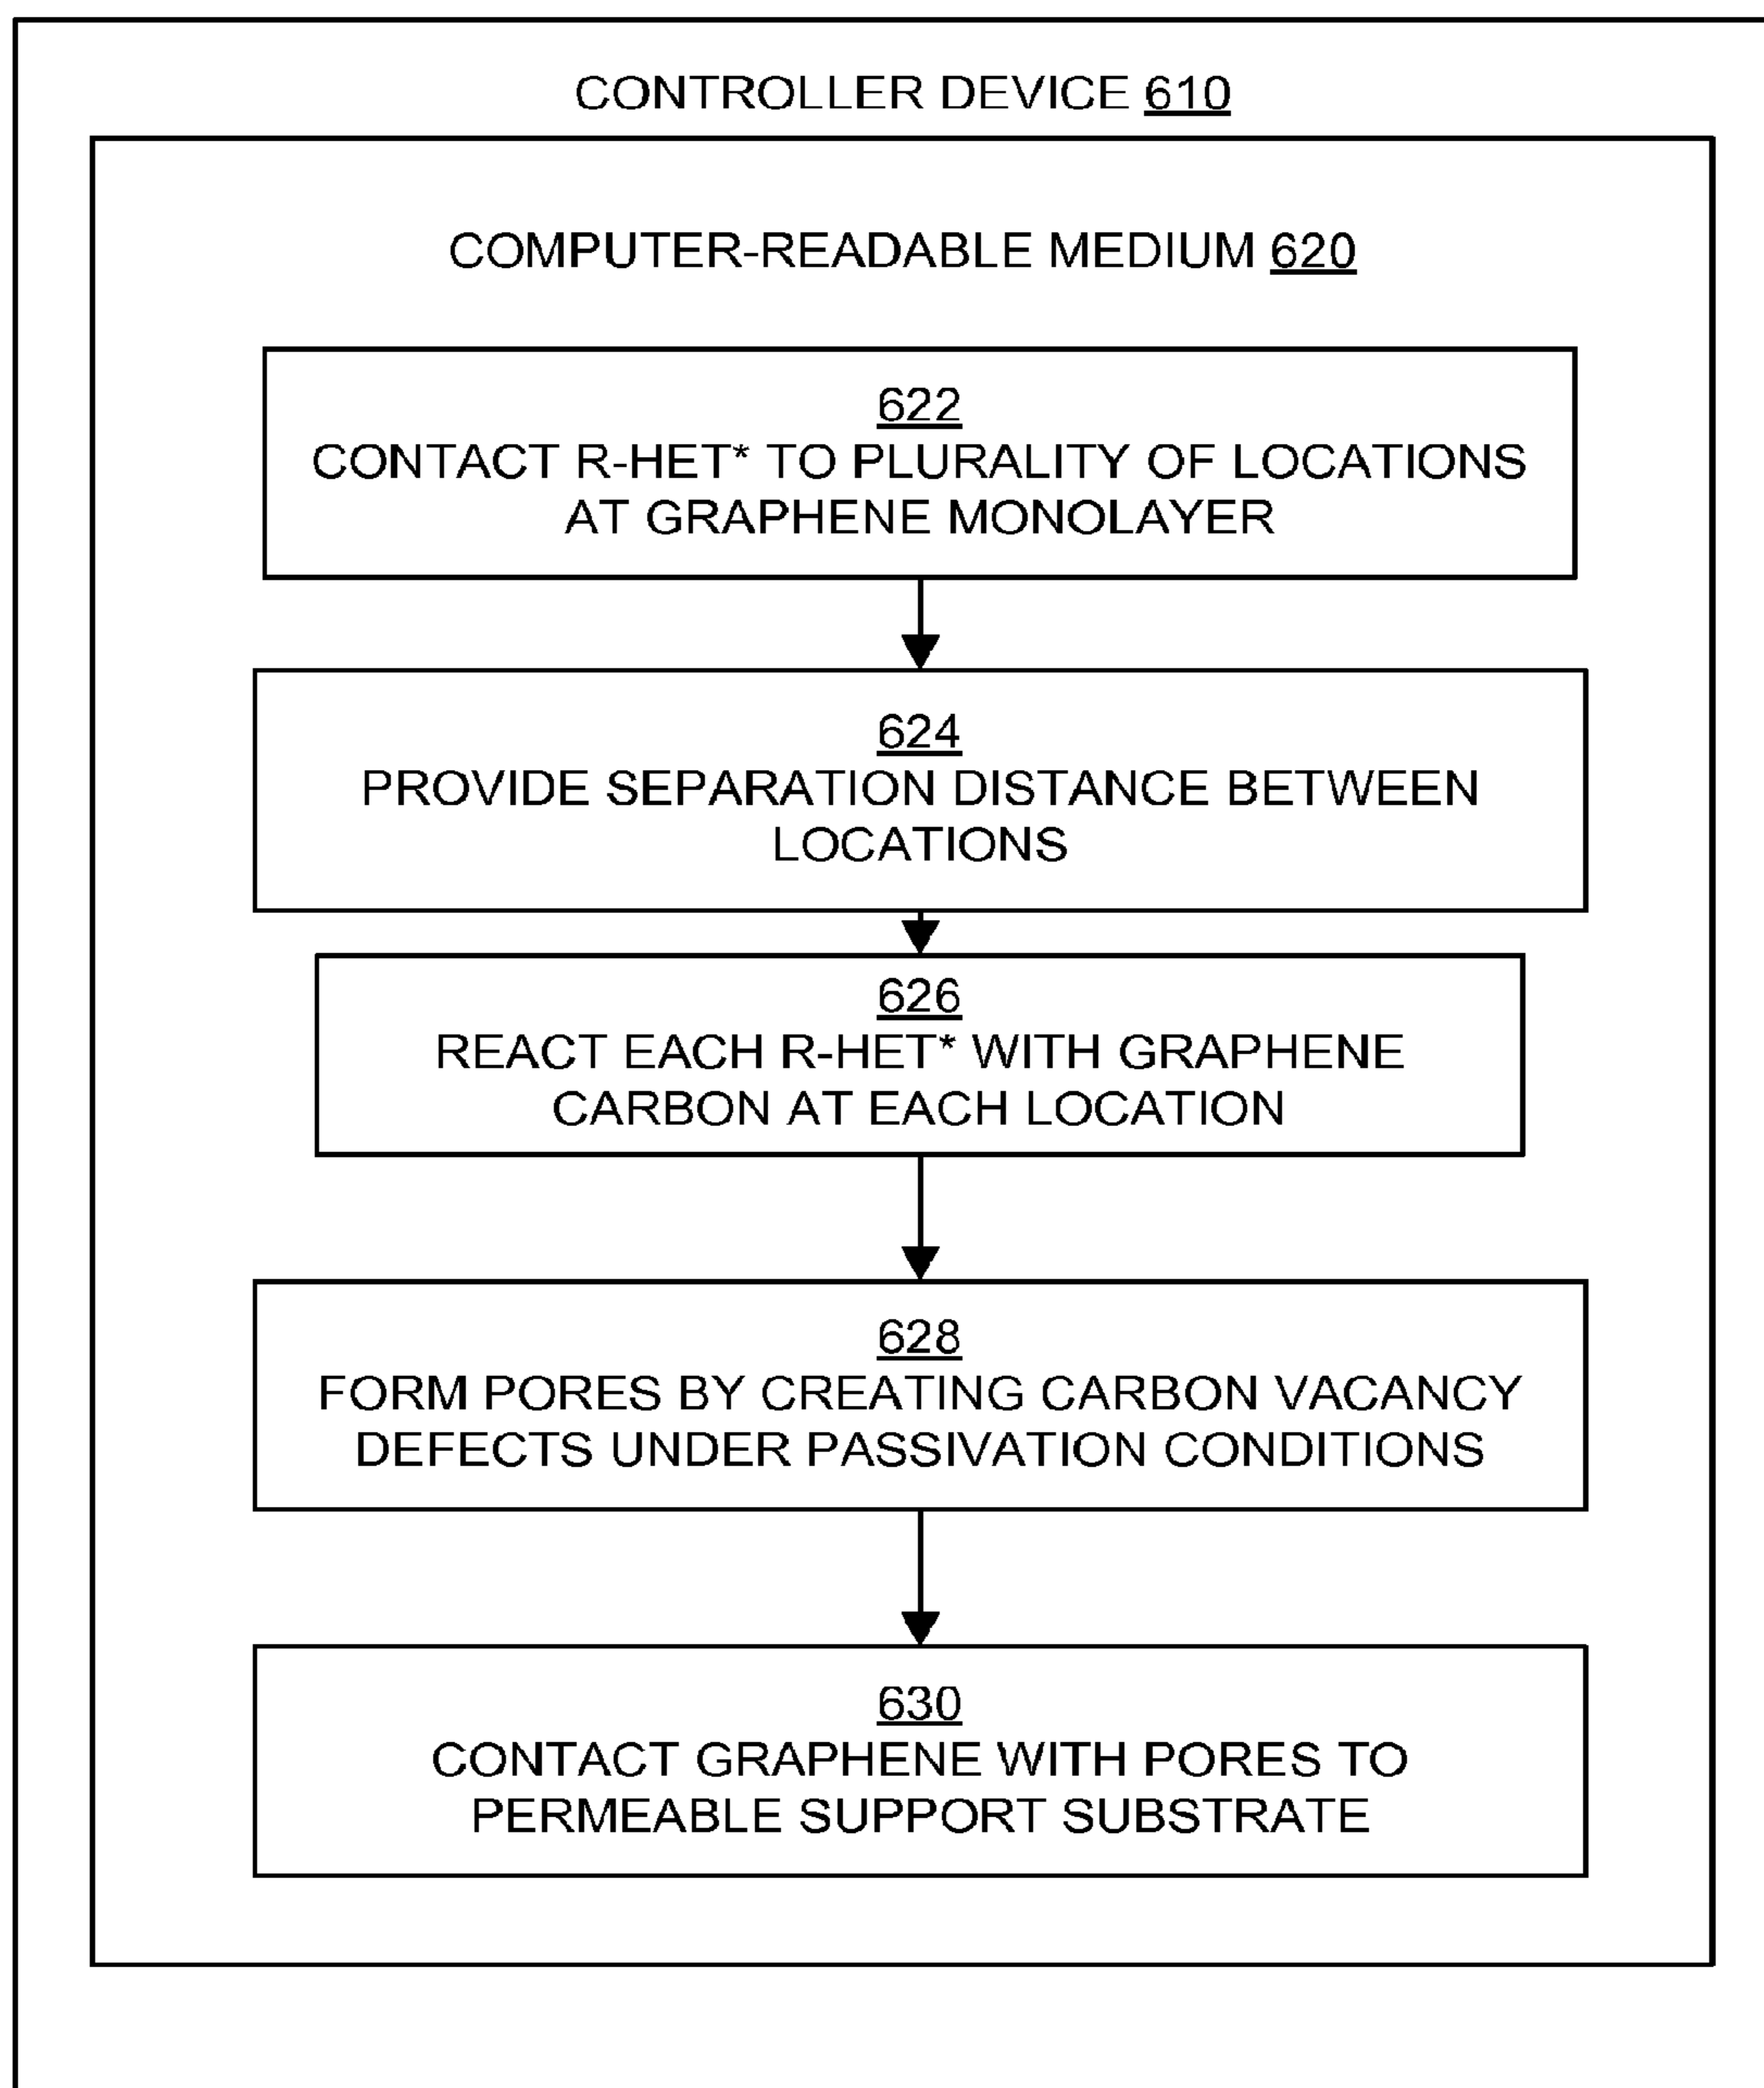 CONTROLLER DEVICE 610
COMPUTER-READABLE MEDIUM 620
622
CONTACT R-HET* TO PLURALITY OF LOCATIONS
AT GRAPHENE MONOLAYER
624
PROVIDE SEPARATION DISTANCE BETWEEN
LOCATIONS
626
REACT EACH R-HET* WITH GRAPHENE
CARBON AT EACH LOCATION
628
FORM PORES BY CREATING CARBON VACANCY
DEFECTS UNDER PASSIVATION CONDITIONS
630
CONTACT GRAPHENE WITH PORES TO
PERMEABLE SUPPORT SUBSTRATE